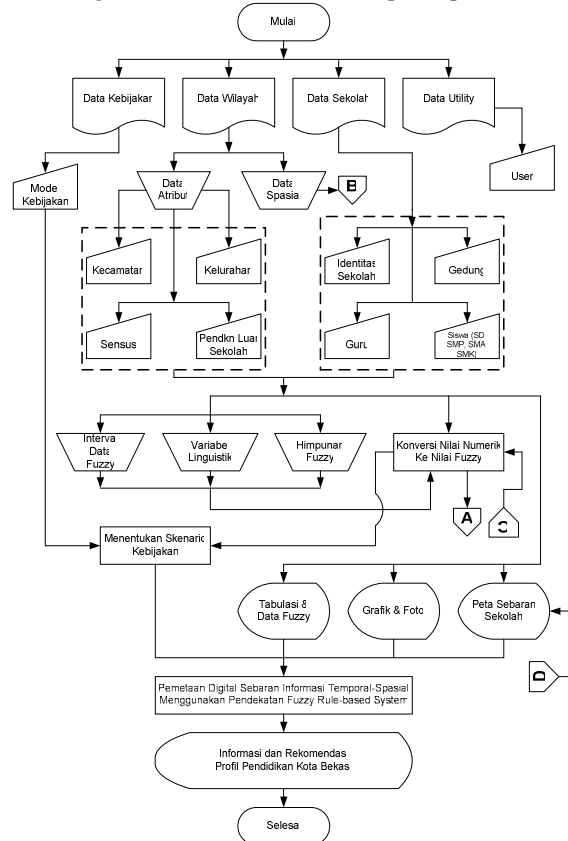 Mulai
Data Kebijakar
Data Wilayah
Data Sekolah
Data Utility
Mode
Kebijakan
Data
Atribut
Data
Spasia
B
User
Kecamatar
Kelurahar
Identitas
Sekolah
Gedung
Sensus
Pendkn Luar
Sekolah
Guru
Siswa (SD
SMP, SMA
SMK)
Interva
Data
Fuzzy
Variabe
Linguistik
Himpunar
Fuzzy
Konversi Nilai Numerik
Ke Nilai Fuzzy
A
C
Menentukan Skenario
Kebijakan
Tabulasi &
Data Fuzzy
Grafik & Foto
Peta Sebaran
Sekolah
D
Pemetaan Digital Sebaran Informasi Temporal-Spasial
Menggunakan Pendekatan Fuzzy Rule-based System
Informasi dan Rekomendas
Profil Pendidikan Kota Bekas
Selesa